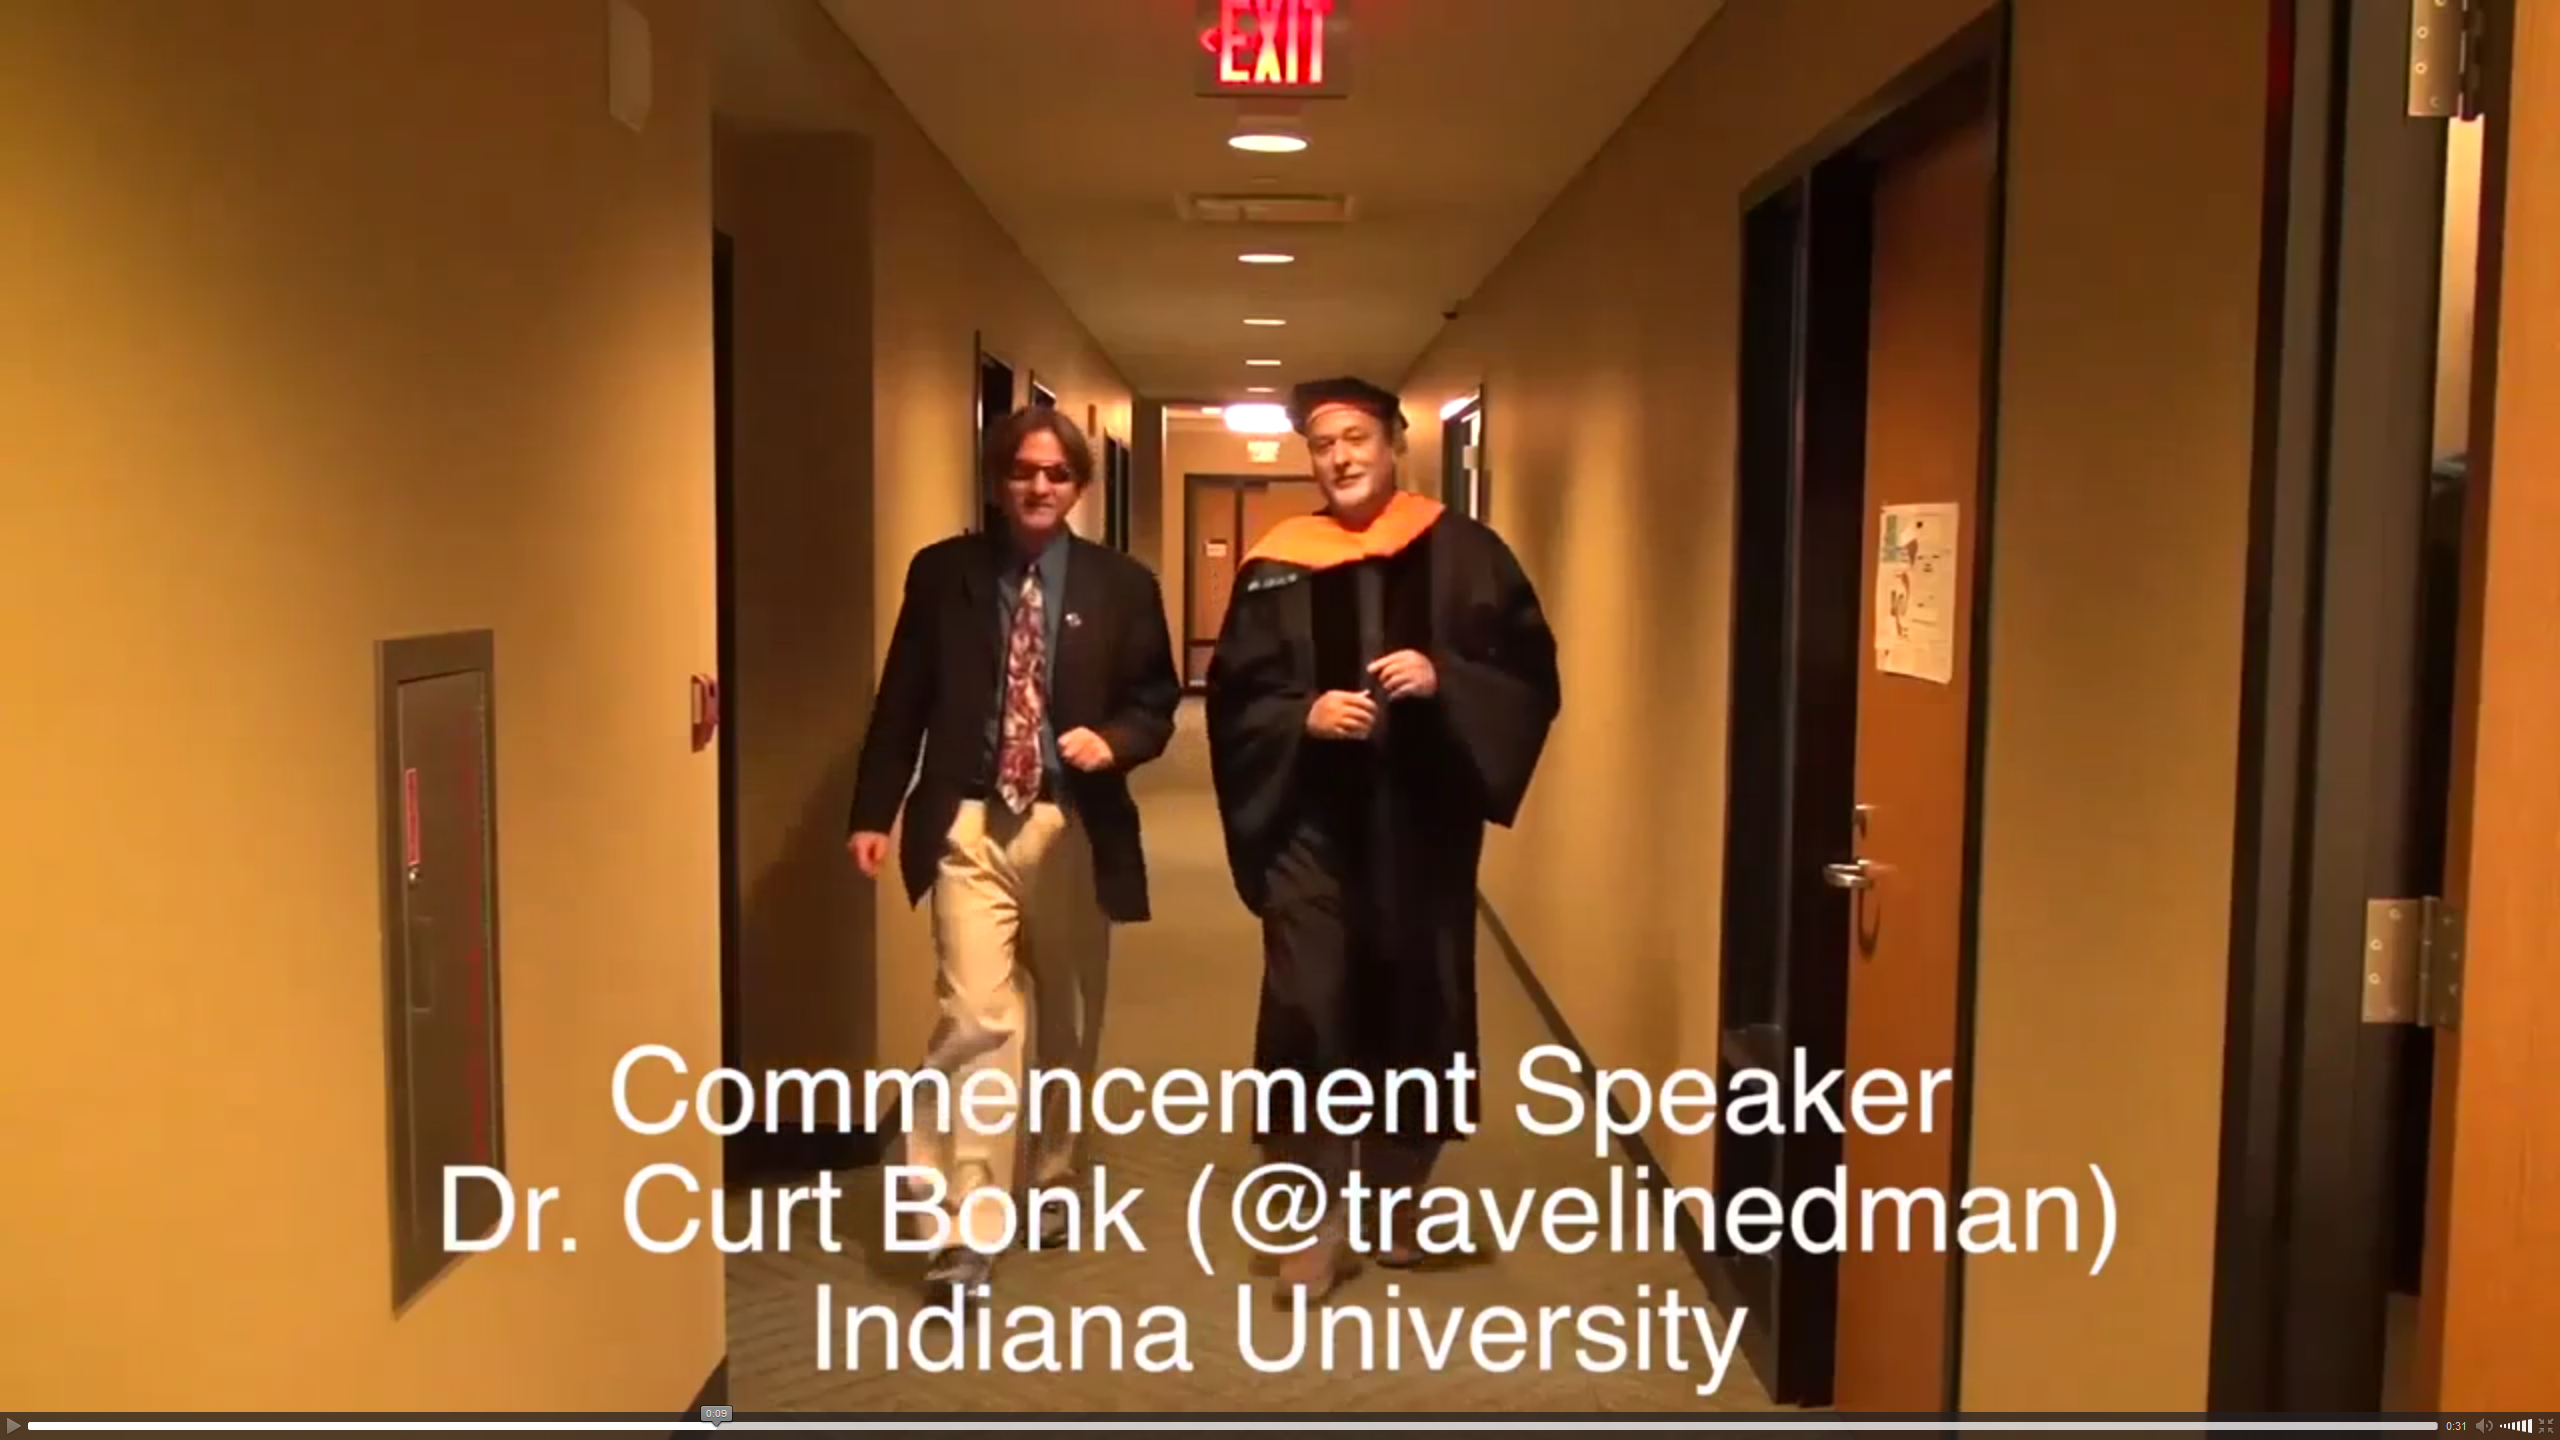 EXIT
Commencement Speaker
Dr. Curt Bonk (@travelinedman)
Indiana University
0:09
0:31